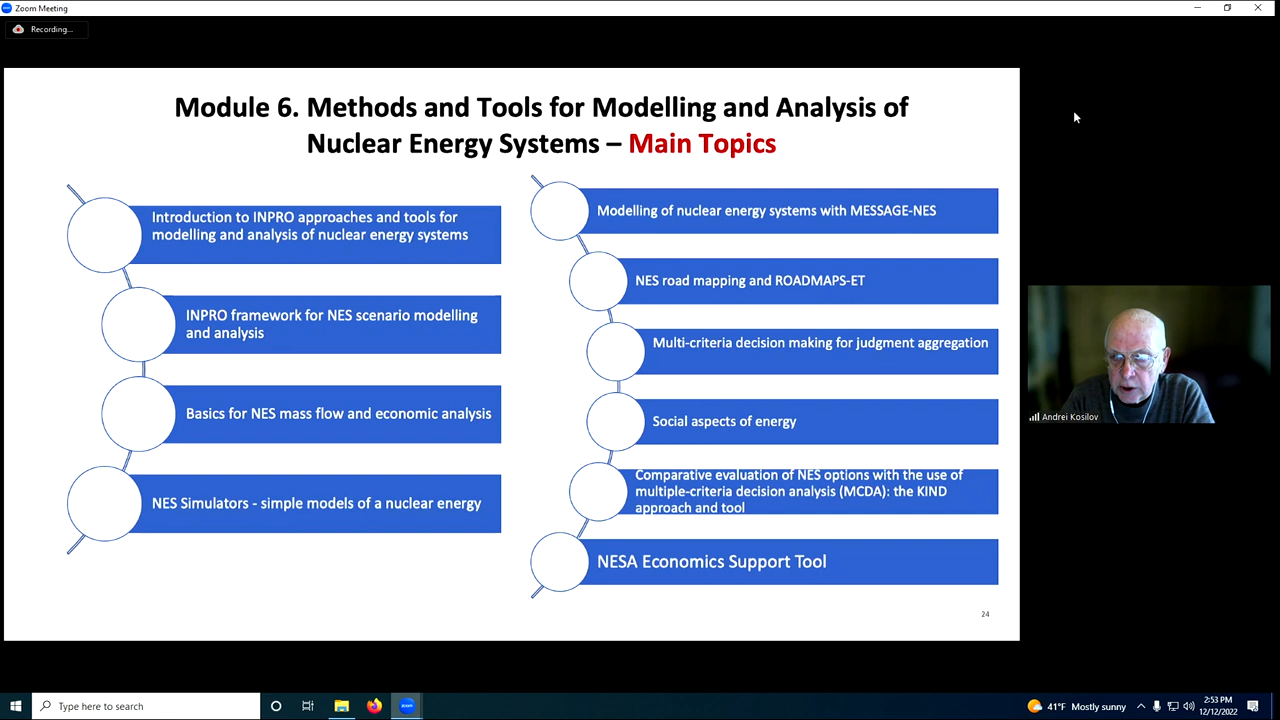 Zoom Meeting
Recording...
Module 6. Methods and Tools for Modelling and Analysis of
Nuclear Energy Systems – Main Topics
Introduction to INPRO approaches and tools for
modelling and analysis of nuclear energy systems
INPRO framework for NES scenario modelling
and analysis
Basics for NES mass flow and economic analysis
NES Simulators - simple models of a nuclear energy
Modelling of nuclear energy systems with MESSAGE-NES
NES road mapping and ROADMAPS-ET
Multi-criteria decision making for judgment aggregation
Social aspects of energy
Comparative evaluation of NES options with the use of
multiple-criteria decision analysis (MCDA): the KIND
approach and tool
NESA Economics Support Tool
24
Andrei Kosilov
Type here to search
41°F Mostly sunny
2:53 PM
12/12/2022